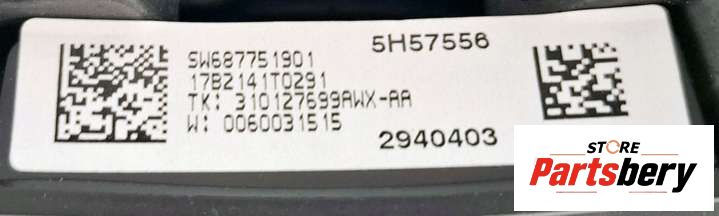 SW687751901
5H57556
17B2141T0291
TK: 310127699AWX-AA
W: 0060031515
2940403
STORE
Partsbery